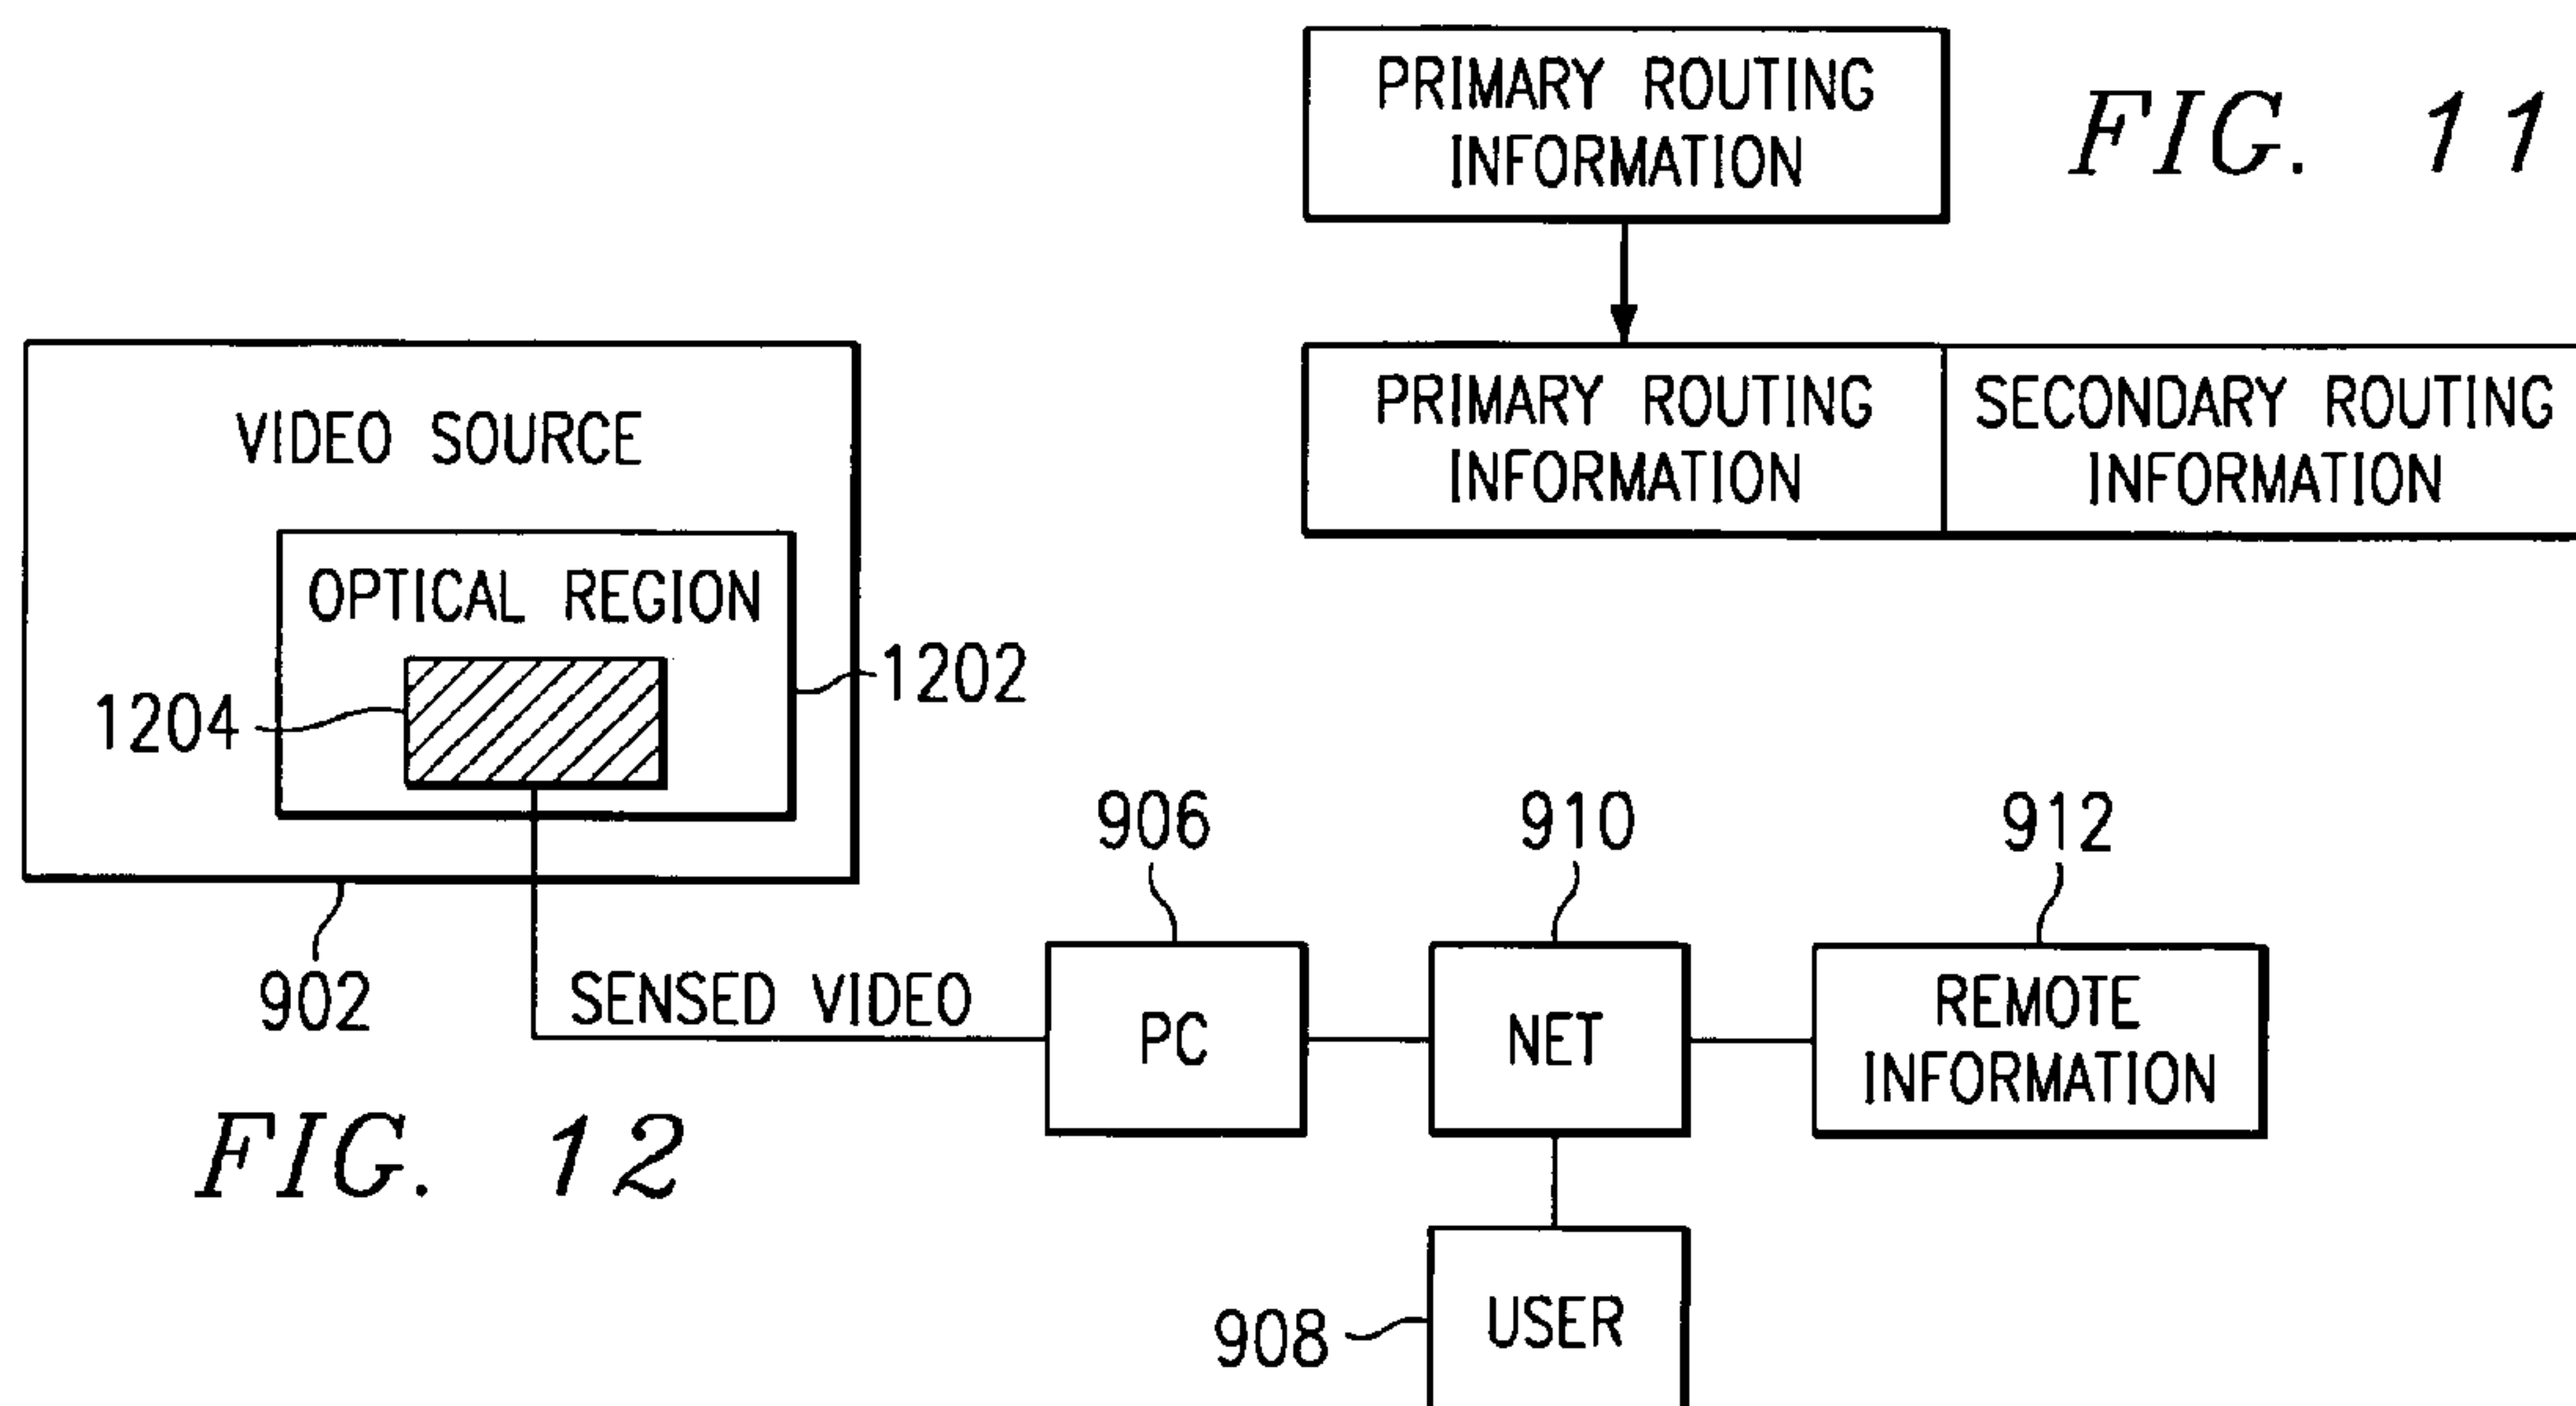 PRIMARY ROUTING
INFORMATION
FIG. 11
PRIMARY ROUTING
INFORMATION
SECONDARY ROUTING
INFORMATION
VIDEO SOURCE
OPTICAL REGION
1202
1204
902
SENSED VIDEO
906
PC
910
NET
912
REMOTE
INFORMATION
908
USER
FIG. 12